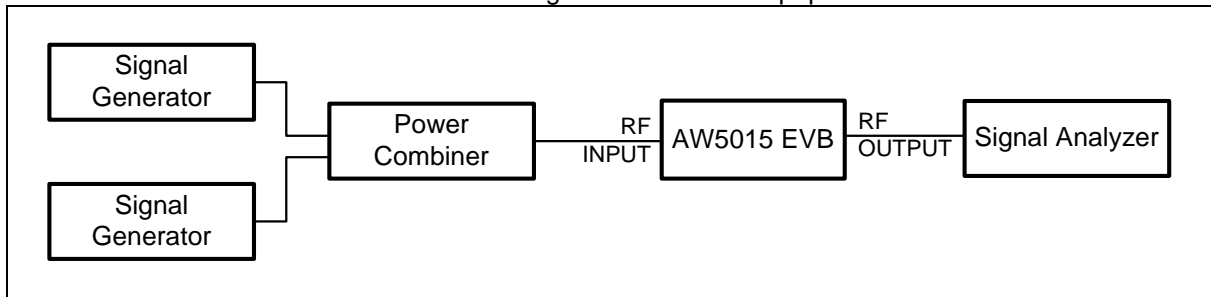 Signal
Generator
Power
Combiner
RF
INPUT
AW5015 EVB
RF
OUTPUT
Signal Analyzer
Signal
Generator